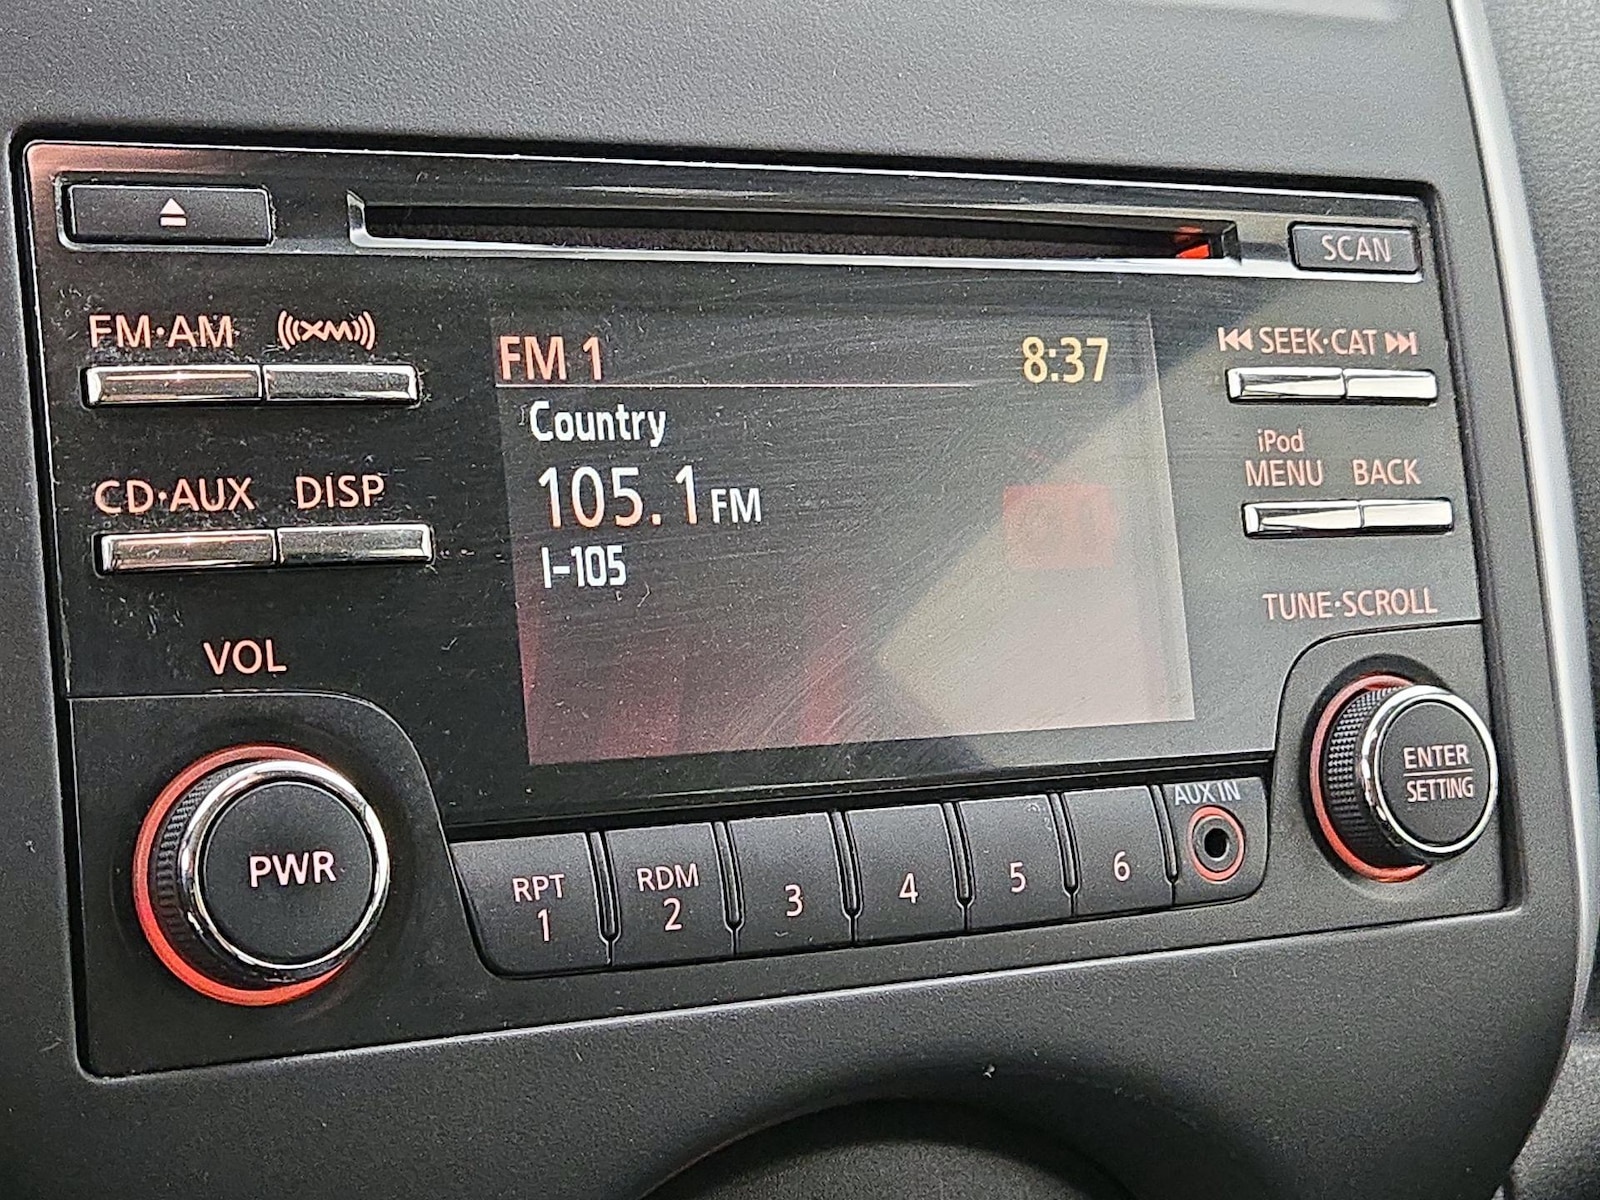 SCAN
FM·AM
((XM))
SEEK·CAT
FM 1
8:37
Country
105.1 FM
I-105
iPod
MENU
BACK
CD·AUX
DISP
TUNE·SCROLL
VOL
PWR
ENTER
SETTING
AUX IN
RPT
1
RDM
2
3
4
5
6